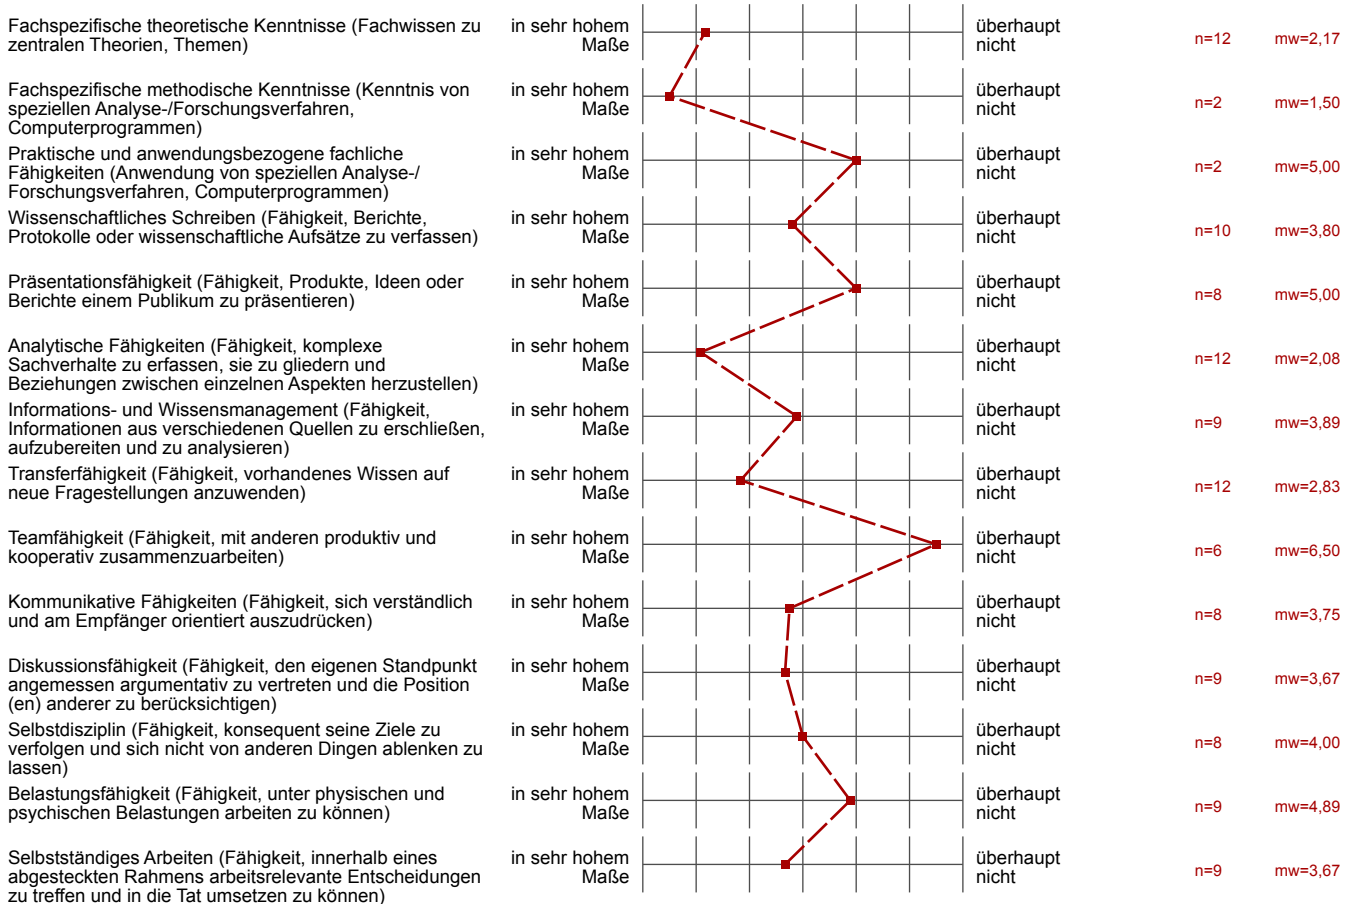 Fachspezifische theoretische Kenntnisse (Fachwissen zu
zentralen Theorien, Themen)
in sehr hohem
Maße
überhaupt
nicht
n=12
mw=2,17
Fachspezifische methodische Kenntnisse (Kenntnis von
speziellen Analyse-/Forschungsverfahren,
Computerprogrammen)
in sehr hohem
Maße
überhaupt
nicht
n=2
mw=1,50
Praktische und anwendungsbezogene fachliche
Fähigkeiten (Anwendung von speziellen Analyse-/
Forschungsverfahren, Computerprogrammen)
in sehr hohem
Maße
überhaupt
nicht
n=2
mw=5,00
Wissenschaftliches Schreiben (Fähigkeit, Berichte,
Protokolle oder wissenschaftliche Aufsätze zu verfassen)
in sehr hohem
Maße
überhaupt
nicht
n=10
mw=3,80
Präsentationsfähigkeit (Fähigkeit, Produkte, Ideen oder
Berichte einem Publikum zu präsentieren)
in sehr hohem
Maße
überhaupt
nicht
n=8
mw=5,00
Analytische Fähigkeiten (Fähigkeit, komplexe
Sachverhalte zu erfassen, sie zu gliedern und
Beziehungen zwischen einzelnen Aspekten herzustellen)
in sehr hohem
Maße
überhaupt
nicht
n=12
mw=2,08
Informations- und Wissensmanagement (Fähigkeit,
Informationen aus verschiedenen Quellen zu erschließen,
aufzubereiten und zu analysieren)
in sehr hohem
Maße
überhaupt
nicht
n=9
mw=3,89
Transferfähigkeit (Fähigkeit, vorhandenes Wissen auf
neue Fragestellungen anzuwenden)
in sehr hohem
Maße
überhaupt
nicht
n=12
mw=2,83
Teamfähigkeit (Fähigkeit, mit anderen produktiv und
kooperativ zusammenzuarbeiten)
in sehr hohem
Maße
überhaupt
nicht
n=6
mw=6,50
Kommunikative Fähigkeiten (Fähigkeit, sich verständlich
und am Empfänger orientiert auszudrücken)
in sehr hohem
Maße
überhaupt
nicht
n=8
mw=3,75
Diskussionsfähigkeit (Fähigkeit, den eigenen Standpunkt
angemessen argumentativ zu vertreten und die Position
(en) anderer zu berücksichtigen)
in sehr hohem
Maße
überhaupt
nicht
n=9
mw=3,67
Selbstdisziplin (Fähigkeit, konsequent seine Ziele zu
verfolgen und sich nicht von anderen Dingen ablenken zu
lassen)
in sehr hohem
Maße
überhaupt
nicht
n=8
mw=4,00
Belastungsfähigkeit (Fähigkeit, unter physischen und
psychischen Belastungen arbeiten zu können)
in sehr hohem
Maße
überhaupt
nicht
n=9
mw=4,89
Selbstständiges Arbeiten (Fähigkeit, innerhalb eines
abgesteckten Rahmens arbeitsrelevante Entscheidungen
zu treffen und in die Tat umsetzen zu können)
in sehr hohem
Maße
überhaupt
nicht
n=9
mw=3,67